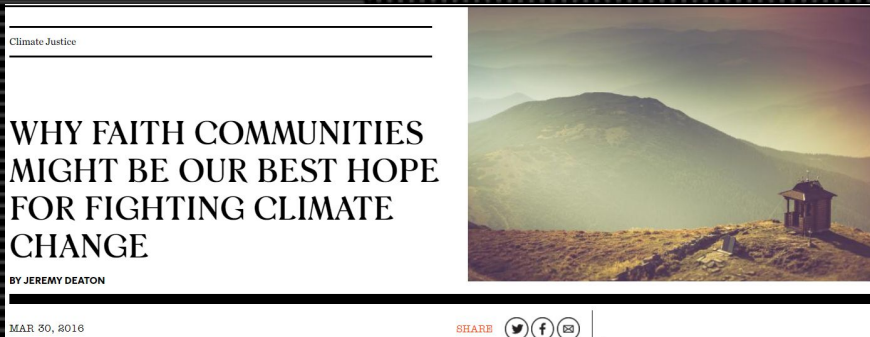 Climate Justice
WHY FAITH COMMUNITIES
MIGHT BE OUR BEST HOPE
FOR FIGHTING CLIMATE
CHANGE
BY JEREMY DEATON
MAR 30, 2016
SHARE